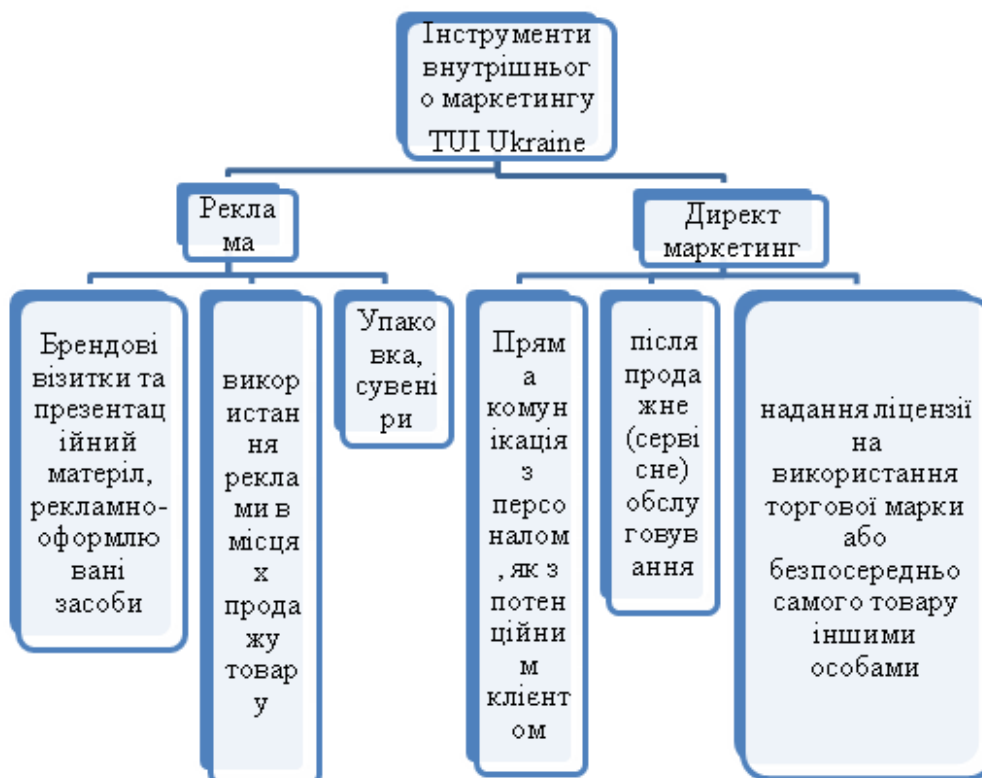 Інструменти
внутрішньог
о маркетингу
TUI Ukraine
Рекла
ма
Директ
маркетинг
Брендові
візитки та
презентац
ійний
матеріл,
рекламно-
оформлю
вані
засоби
викор
истан
ня
рекла
ми в
місця
х
прода
жу
товар
у
Упако
вка,
сувені
ри
Прям
а
комун
ікація
з
персо
налом
, як з
потен
ційни
м
клієнт
ом
після
прода
жне
(серві
сне)
обслу
говув
ання
надання ліцензії
на
використання
торгової марки
або
безпосередньо
самого товару
іншими
особами